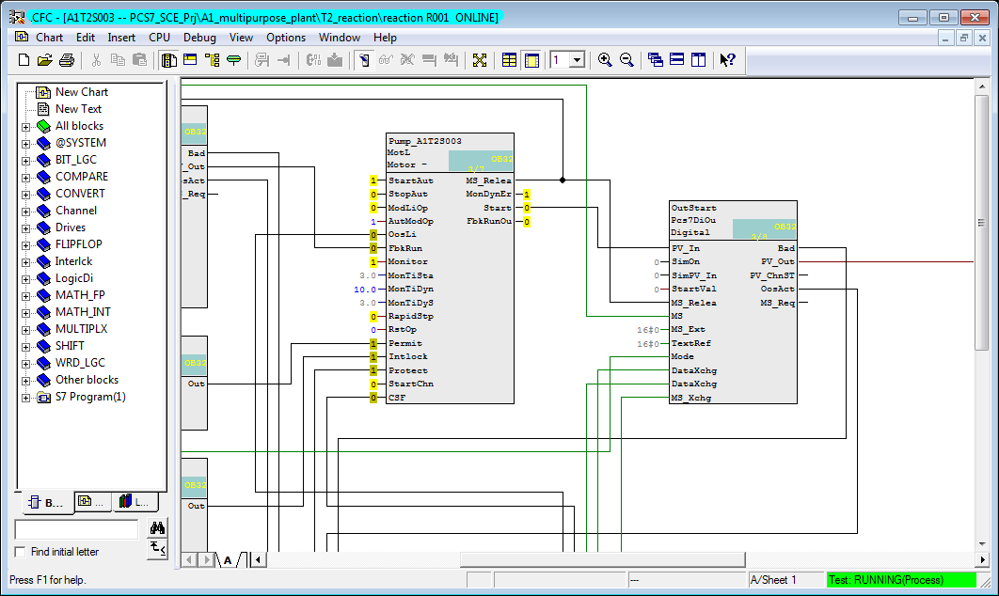 CFC - [A1T2S003 -- PCS7_SCE_Prj\A1_multipurpose_plant\T2_reaction\reaction R001 ONLINE]
Chart Edit Insert CPU Debug View Options Window Help
1
New Chart
New Text
All blocks
@SYSTEM
BIT_LGC
COMPARE
CONVERT
Channel
Drives
FLIPFLOP
Interlck
LogicDi
MATH_FP
MATH_INT
MULTIPLX
SHIFT
WRD_LGC
Other blocks
S7 Program(1)
B...
...
L...
Find initial letter
OB32
Bad
_Out
sAct
_Req
OB32
Out
OB32
Out
Pump_A1T2S003
MotL
Motor -
OB32
3/7
1 StartAut
0 StopAut
0 ModLiOp
1 AutModOp
0 OosLi
0 FbkRun
1 Monitor
3.0 MonTiSta
10.0 MonTiDyn
3.0 MonTiDyS
0 RapidStp
0 RstOp
1 Permit
1 Intlock
1 Protect
0 StartChn
0 CSF
MS_Relea
MonDynEr 1
Start 0
FbkRunOu 0
OutStart
Pcs7DiOu
Digital
OB32
3/8
PV_In
0 SimOn
0 SimPV_In
0 StartVal
MS_Relea
MS
16#0 MS_Ext
16#0 TextRef
Mode
DataXchg
DataXchg
MS_Xchg
Bad
PV_Out
PV_ChnST
OosAct
MS_Req
A
Press F1 for help.
---
A/Sheet 1
Test: RUNNING(Process)